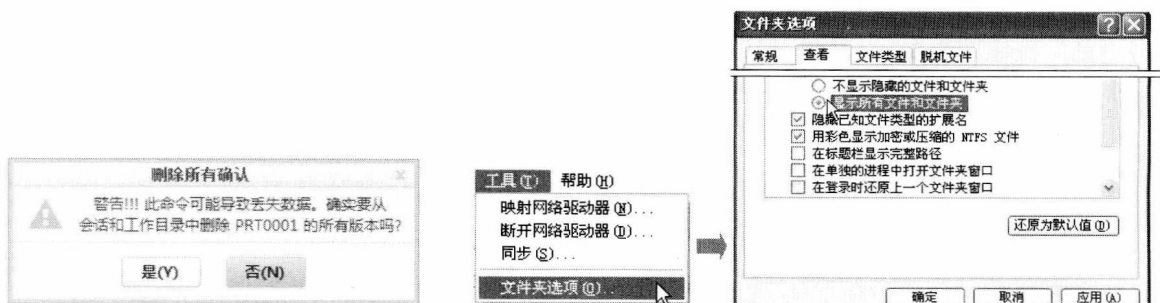 删除所有确认
警告!!! 此命令可能导致丢失数据。确实要从
会话和工作目录中删除 PRT0001 的所有版本吗?
是(Y) 否(N)
工具(T) 帮助(H)
映射网络驱动器(N)...
断开网络驱动器(D)...
同步(S)...
文件夹选项(O)...
文件夹选项
常规 查看 文件类型 脱机文件
不显示隐藏的文件和文件夹
显示所有文件和文件夹
隐藏已知文件类型的扩展名
用彩色显示加密或压缩的 NTFS 文件
在标题栏显示完整路径
在单独的进程中打开文件夹窗口
在登录时还原上一个文件夹窗口
还原为默认值(D)
确定 取消 应用(A)